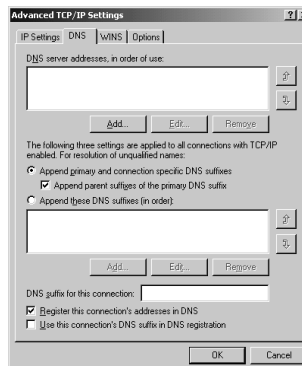 Advanced TCP/IP Settings
IP Settings DNS WINS Options
DNS server addresses, in order of use:
Add... Edit... Remove
The following three settings are applied to all connections with TCP/IP
enabled. For resolution of unqualified names:
Append primary and connection specific DNS suffixes
Append parent suffixes of the primary DNS suffix
Append these DNS suffixes (in order):
Add... Edit... Remove
DNS suffix for this connection:
Register this connection's addresses in DNS
Use this connection's DNS suffix in DNS registration
OK Cancel